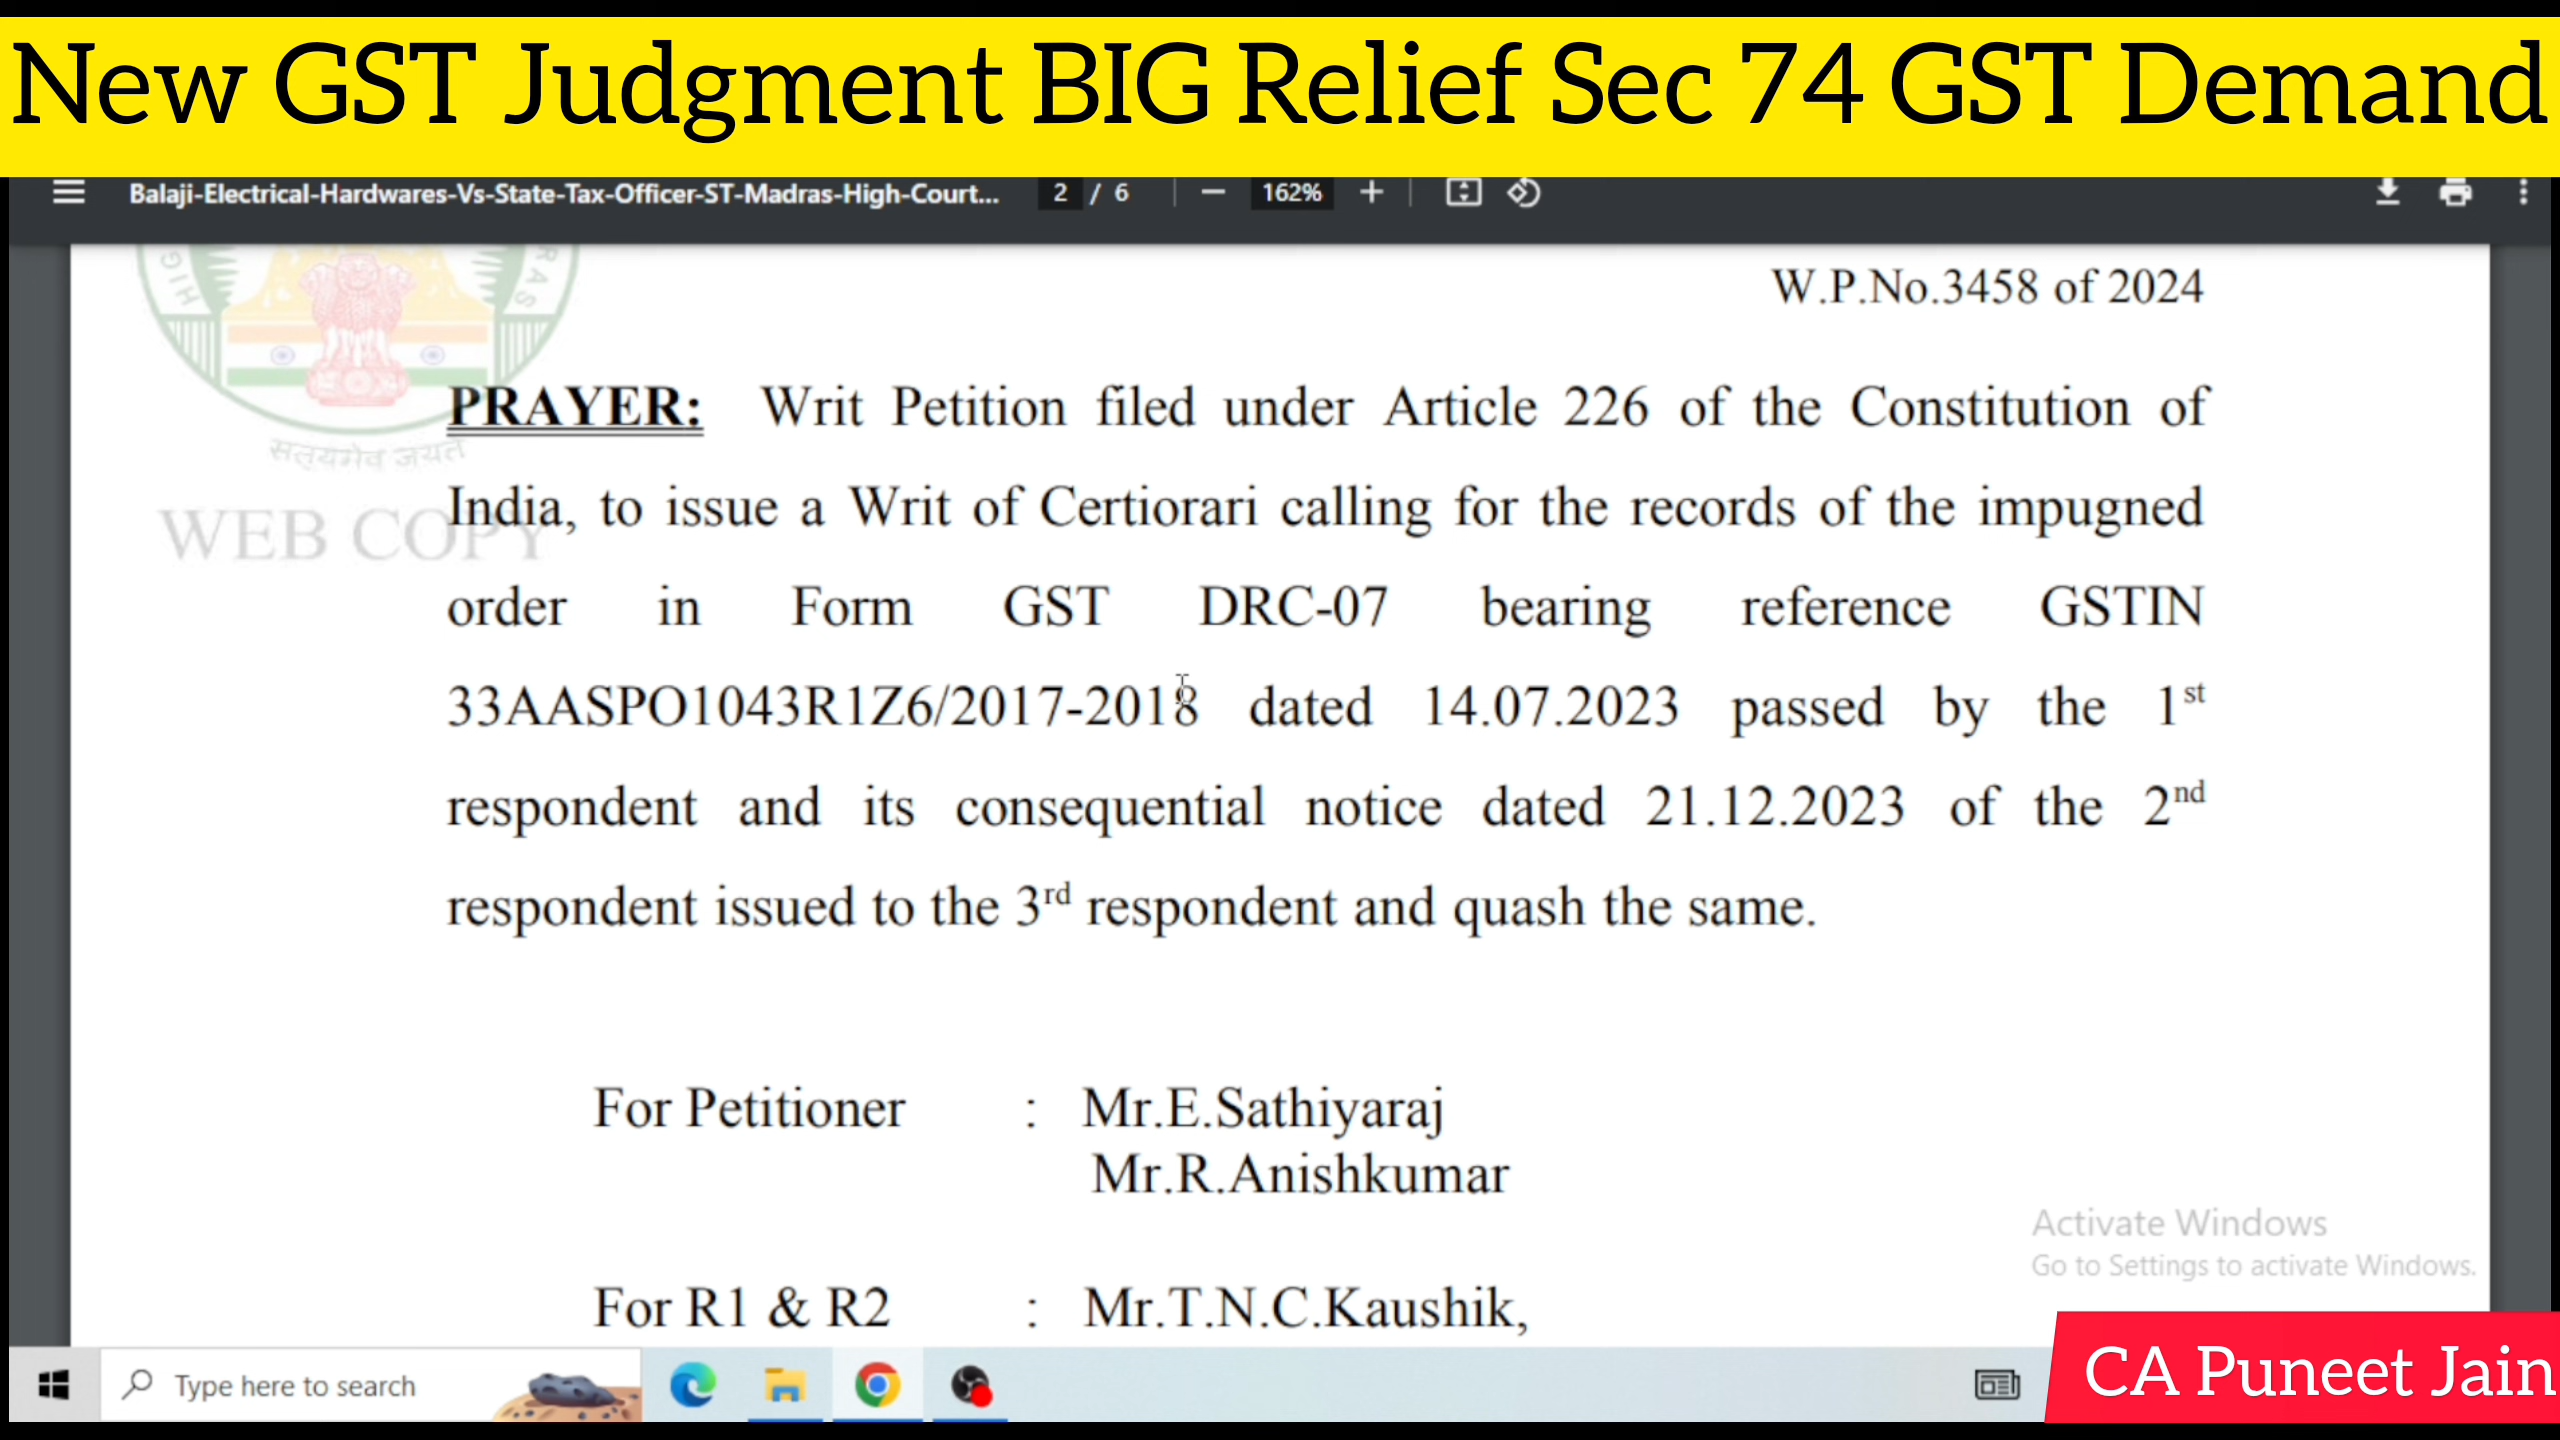 New GST Judgment BIG Relief Sec 74 GST Demand
Balaji-Electrical-Hardwares-Vs-State-Tax-Officer-ST-Madras-High-Court... 2 / 6 162%
W.P.No.3458 of 2024
PRAYER: Writ Petition filed under Article 226 of the Constitution of
सत्यमेव जयते
India, to issue a Writ of Certiorari calling for the records of the impugned
WEB COPY
order in Form GST DRC-07 bearing reference GSTIN
33AASPO1043R1Z6/2017-2018 dated 14.07.2023 passed by the 1st
respondent and its consequential notice dated 21.12.2023 of the 2nd
respondent issued to the 3rd respondent and quash the same.
For Petitioner : Mr.E.Sathiyaraj
Mr.R.Anishkumar
For R1 & R2 : Mr.T.N.C.Kaushik,
Activate Windows
Go to Settings to activate Windows.
Type here to search
CA Puneet Jain